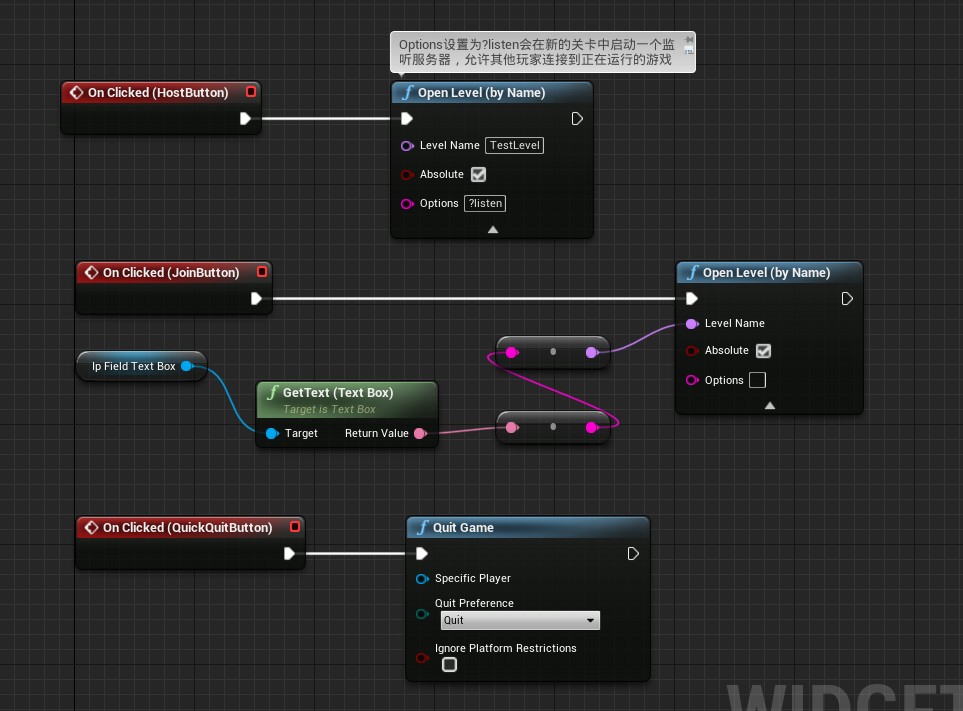 Options设置为?listen会在新的关卡中启动一个监
听服务器，允许其他玩家连接到正在运行的游戏
On Clicked (HostButton)
Open Level (by Name)
Level Name TestLevel
Absolute
Options ?listen
On Clicked (JoinButton)
Open Level (by Name)
Level Name
Absolute
Options
Ip Field Text Box
GetText (Text Box)
Target is Text Box
Target Return Value
On Clicked (QuickQuitButton)
Quit Game
Specific Player
Quit Preference
Quit
Ignore Platform Restrictions
WIDGET